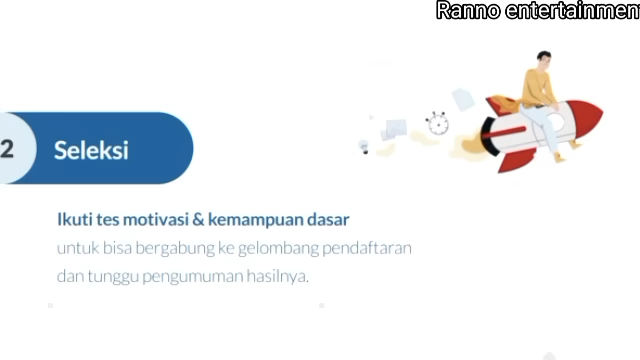 Ranno entertainmen
2
Seleksi
Ikuti tes motivasi & kemampuan dasar
untuk bisa bergabung ke gelombang pendaftaran
dan tunggu pengumuman hasilnya.